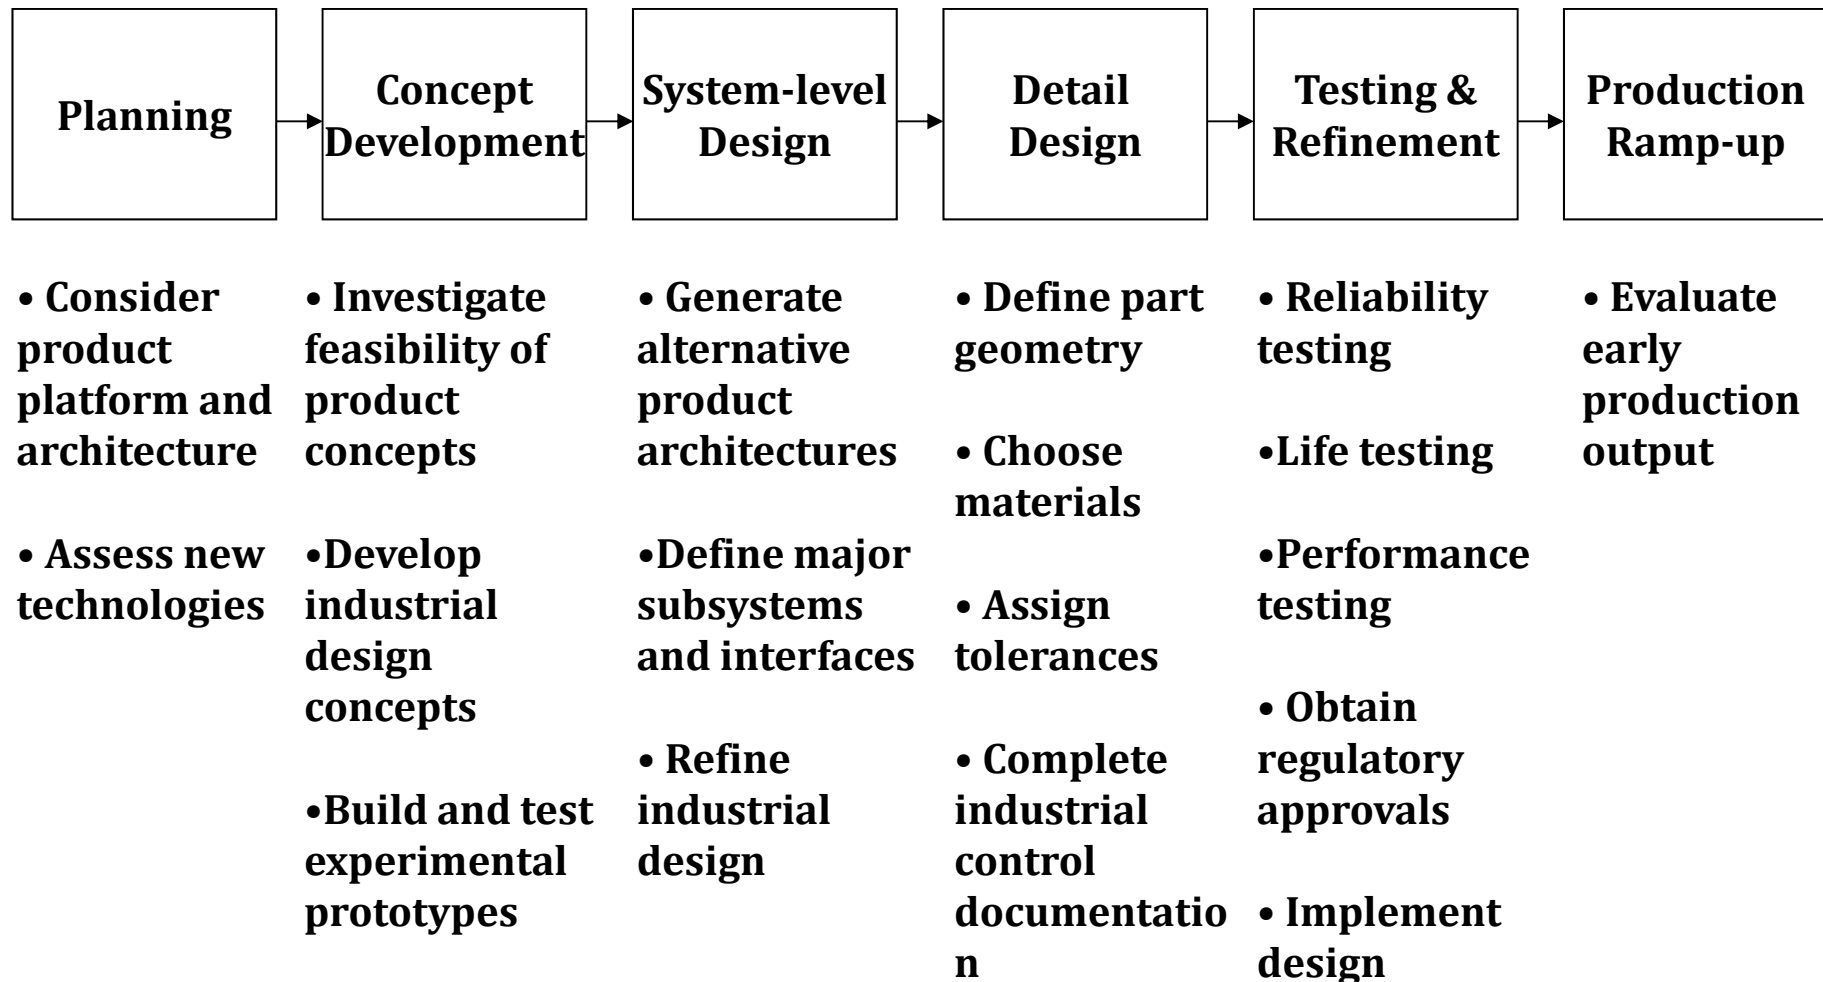 Planning
Concept
Development
System-level
Design
Detail
Design
Testing &
Refinement
Production
Ramp-up
• Consider
product
platform and
architecture
• Assess new
technologies
• Investigate
feasibility of
product
concepts
•Develop
industrial
design
concepts
•Build and test
experimental
prototypes
• Generate
alternative
product
architectures
•Define major
subsystems
and interfaces
• Refine
industrial
design
• Define part
geometry
• Choose
materials
• Assign
tolerances
• Complete
industrial
control
documentatio
n
• Reliability
testing
•Life testing
•Performance
testing
• Obtain
regulatory
approvals
• Implement
design
• Evaluate
early
production
output